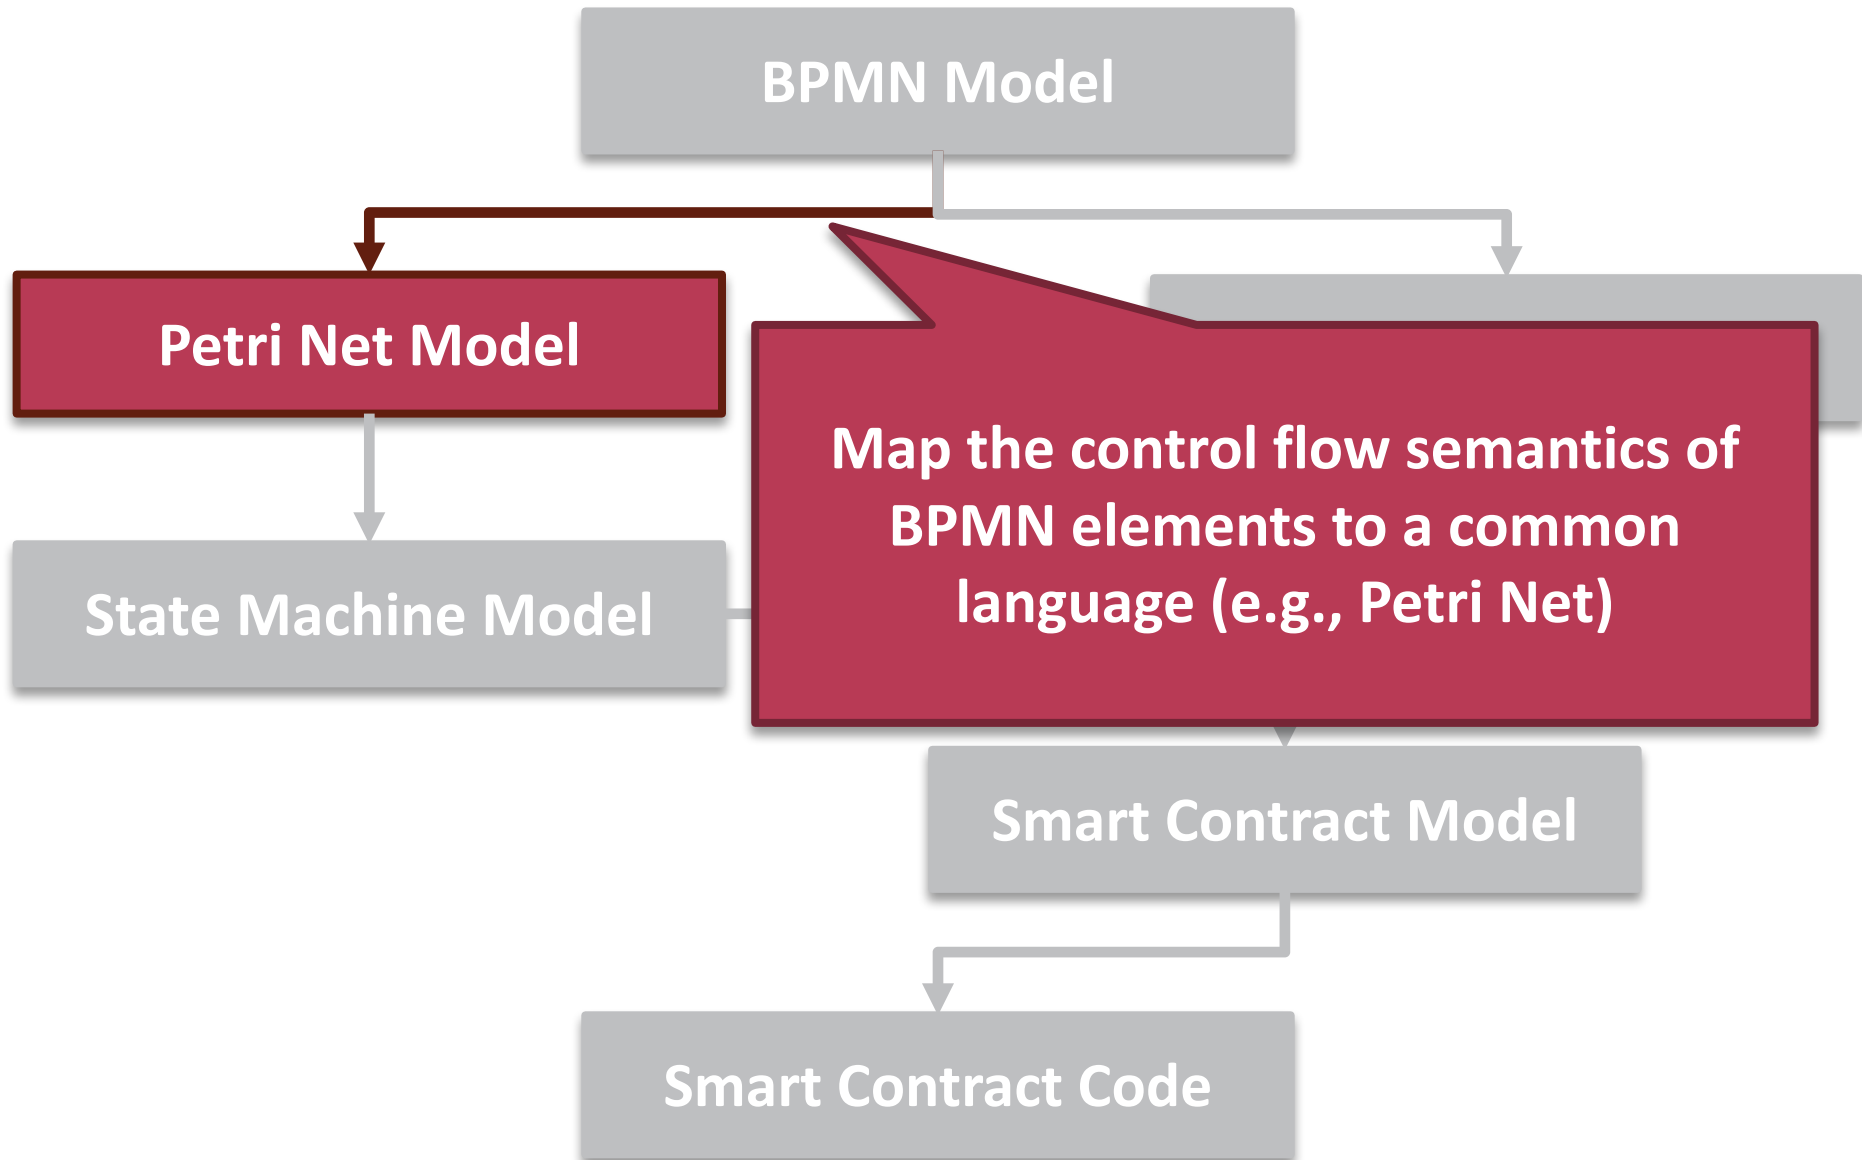 BPMN Model
Petri Net Model
Map the control flow semantics of
BPMN elements to a common
language (e.g., Petri Net)
State Machine Model
Smart Contract Model
Smart Contract Code